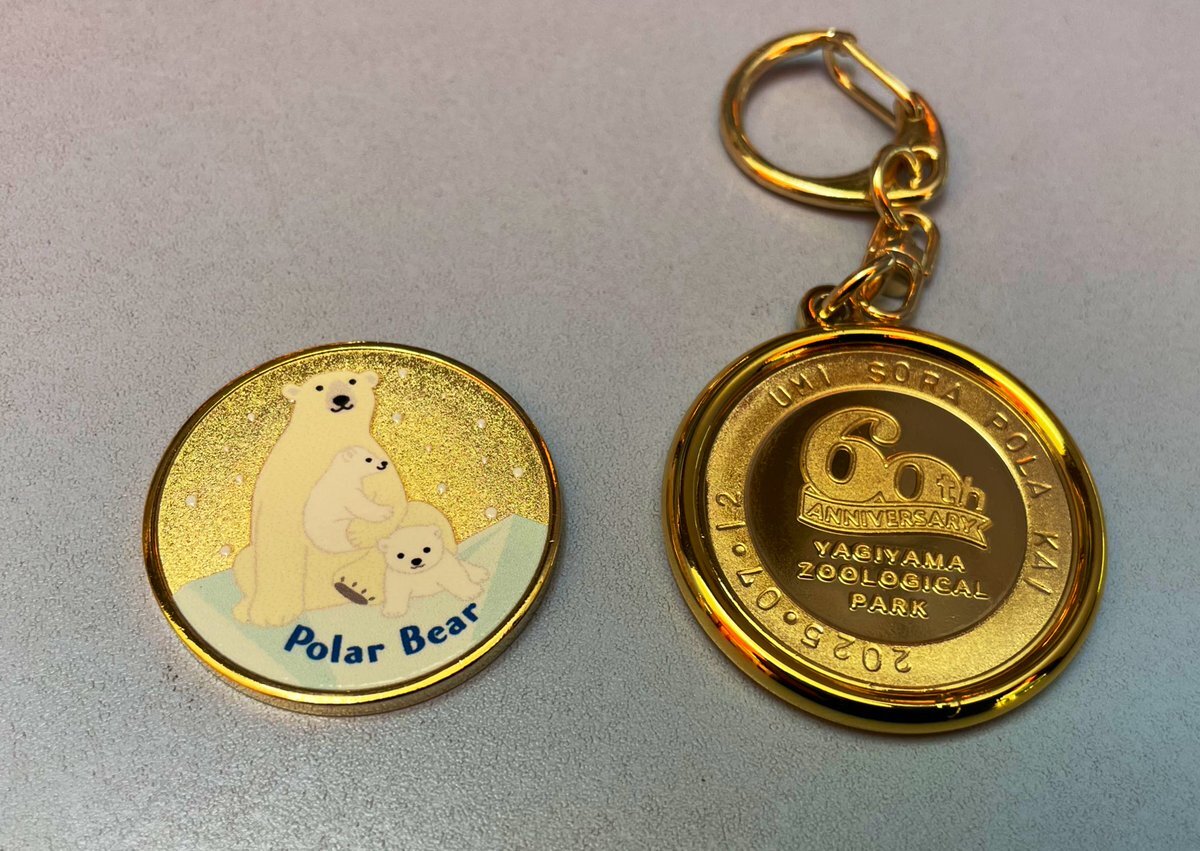 Polar Bear
UMI SORA POLA KAI
60th
ANNIVERSARY
YAGIYAMA
ZOOLOGICAL
PARK
2025・07・12